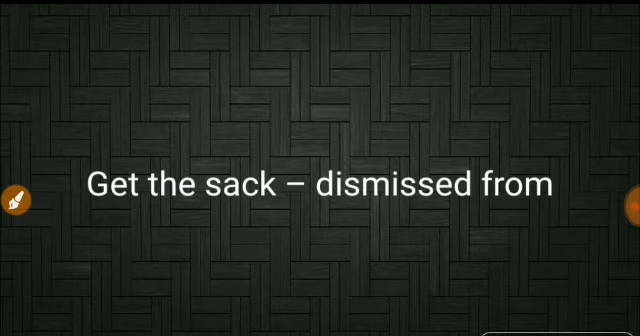 Get the sack – dismissed from